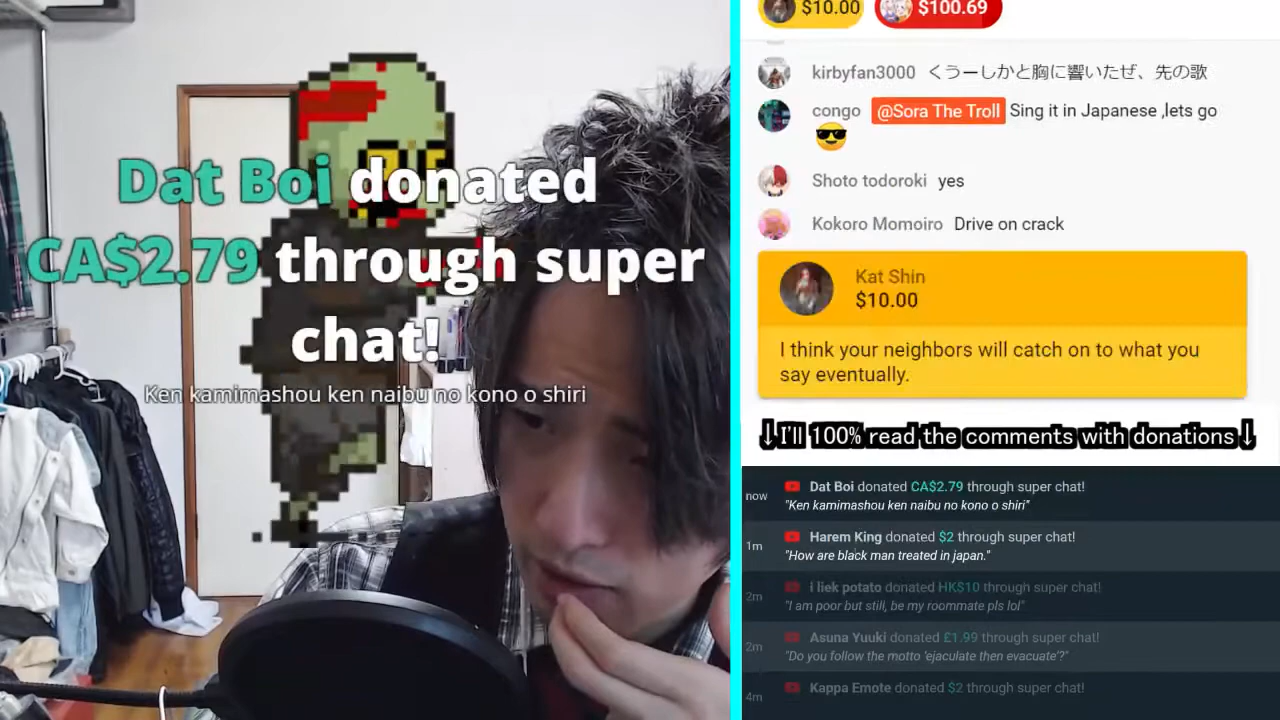 Dat Boi donated
CA$2.79 through super
chat!
Ken kamimashou ken naibu no kono o shiri
$10.00 $100.69
kirbyfan3000 くうーしかと胸に響いたぜ、先の歌
congo @Sora The Troll Sing it in Japanese ,lets go
Shoto todoroki yes
Kokoro Momoiro Drive on crack
Kat Shin
$10.00
I think your neighbors will catch on to what you
say eventually.
↓I'll 100% read the comments with donations↓
now Dat Boi donated CA$2.79 through super chat!
"Ken kamimashou ken naibu no kono o shiri"
1m Harem King donated $2 through super chat!
"How are black man treated in japan."
2m i liek potato donated HK$10 through super chat!
"I am poor but still, be my roommate pls lol"
2m Asuna Yuuki donated £1.99 through super chat!
"Do you follow the motto 'ejaculate then evacuate'?"
4m Kappa Emote donated $2 through super chat!